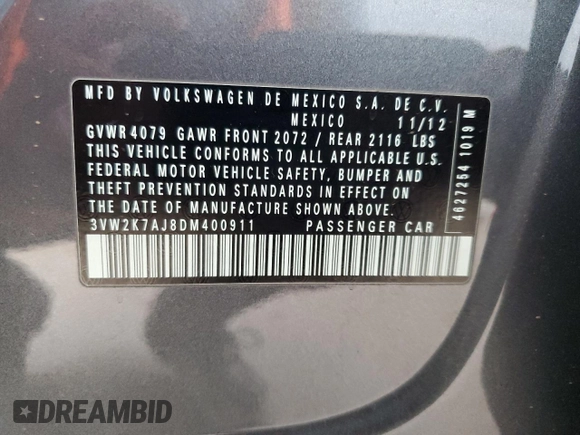 MFD BY VOLKSWAGEN DE MEXICO S.A. DE C.V.
MEXICO 11/12
GVWR 4079 GAWR FRONT 2072 / REAR 2116 LBS
THIS VEHICLE CONFORMS TO ALL APPLICABLE U.S.
FEDERAL MOTOR VEHICLE SAFETY, BUMPER AND
THEFT PREVENTION STANDARDS IN EFFECT ON
THE DATE OF MANUFACTURE SHOWN ABOVE.
3VW2K7AJ8DM400911 PASSENGER CAR
4627264 1019 M
DREAMBID